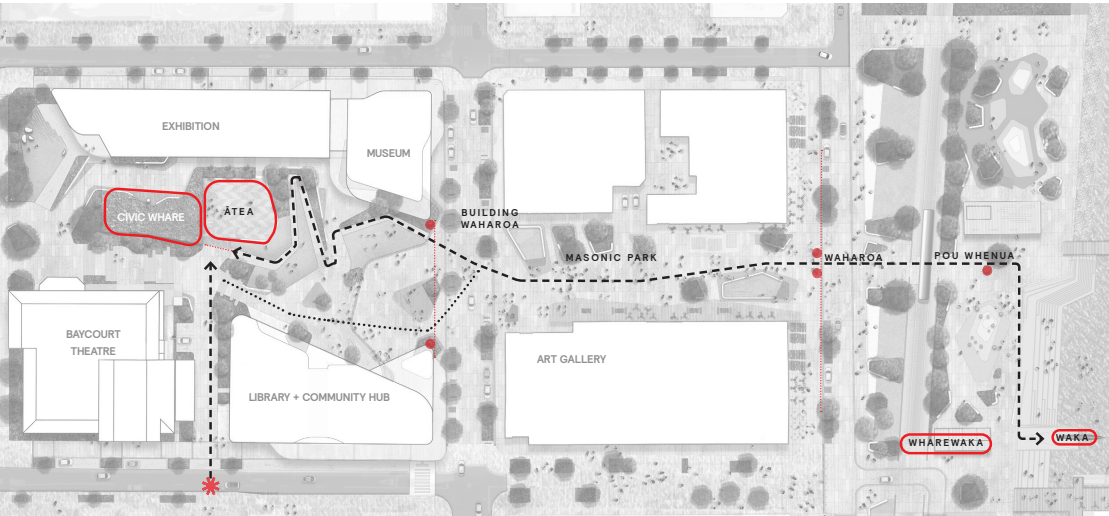 EXHIBITION
MUSEUM
CIVIC WHARE
ĀTEA
BUILDING
WAHAROA
MASONIC PARK
WAHAROA
POU WHENUA
BAYCOURT
THEATRE
ART GALLERY
LIBRARY + COMMUNITY HUB
WHAREWAKA
WAKA